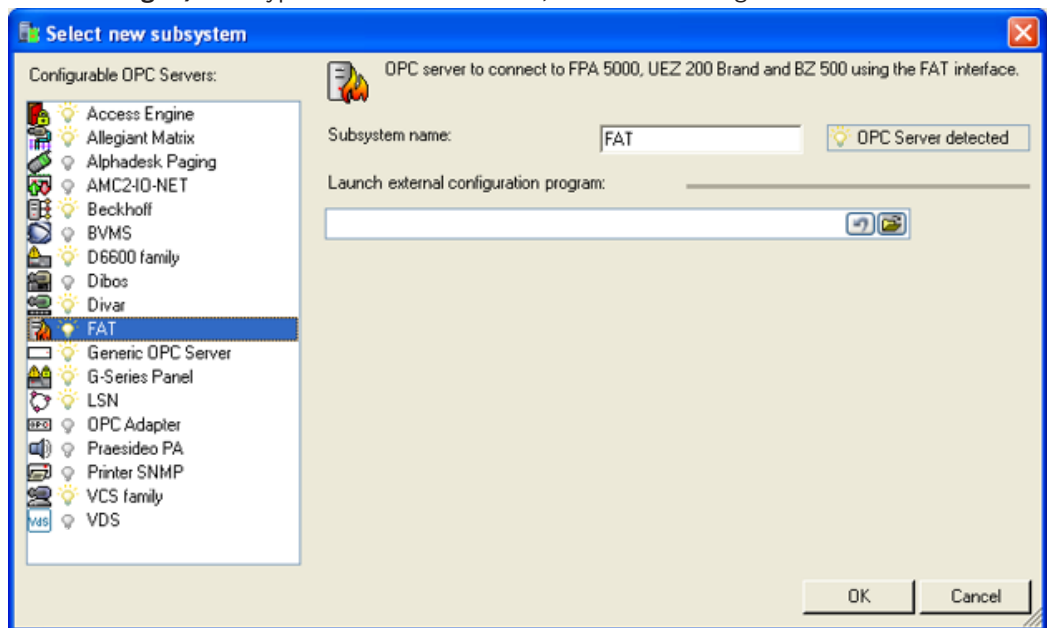 Select new subsystem
Configurable OPC Servers:
Access Engine
Allegiant Matrix
Alphadesk Paging
AMC2-IO-NET
Beckhoff
BVMS
D6600 family
Dibos
Divar
FAT
Generic OPC Server
G-Series Panel
LSN
OPC Adapter
Praesideo PA
Printer SNMP
VCS family
VdS VDS
OPC server to connect to FPA 5000, UEZ 200 Brand and BZ 500 using the FAT interface.
Subsystem name: FAT OPC Server detected
Launch external configuration program:
OK Cancel